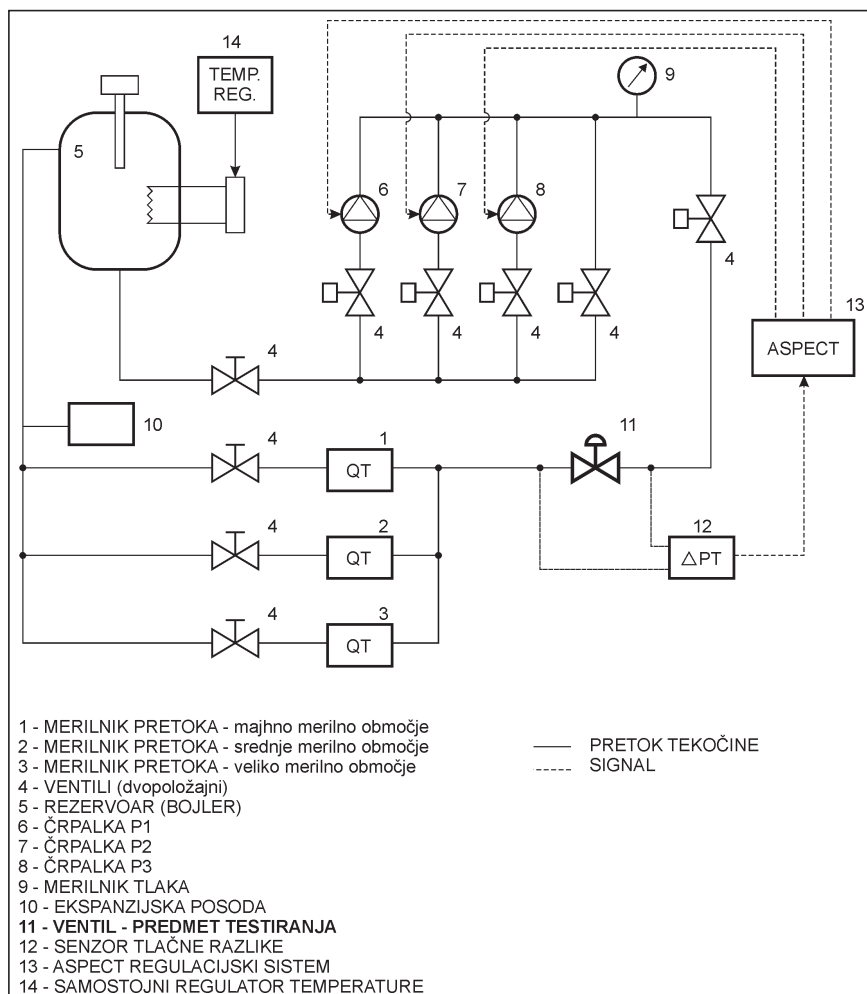 14
TEMP.
REG.
9
5
6
7
8
4
4
4
4
4
13
ASPECT
4
10
11
4
1
QT
12
4
2
QT
△PT
4
3
QT
1 - MERILNIK PRETOKA - majhno merilno območje
2 - MERILNIK PRETOKA - srednje merilno območje
3 - MERILNIK PRETOKA - veliko merilno območje
4 - VENTILI (dvopoložajni)
5 - REZERVOAR (BOJLER)
6 - ČRPALKA P1
7 - ČRPALKA P2
8 - ČRPALKA P3
9 - MERILNIK TLAKA
10 - EKSPANZIJSKA POSODA
11 - VENTIL - PREDMET TESTIRANJA
12 - SENZOR TLAČNE RAZLIKE
13 - ASPECT REGULACIJSKI SISTEM
14 - SAMOSTOJNI REGULATOR TEMPERATURE
PRETOK TEKOČINE
SIGNAL